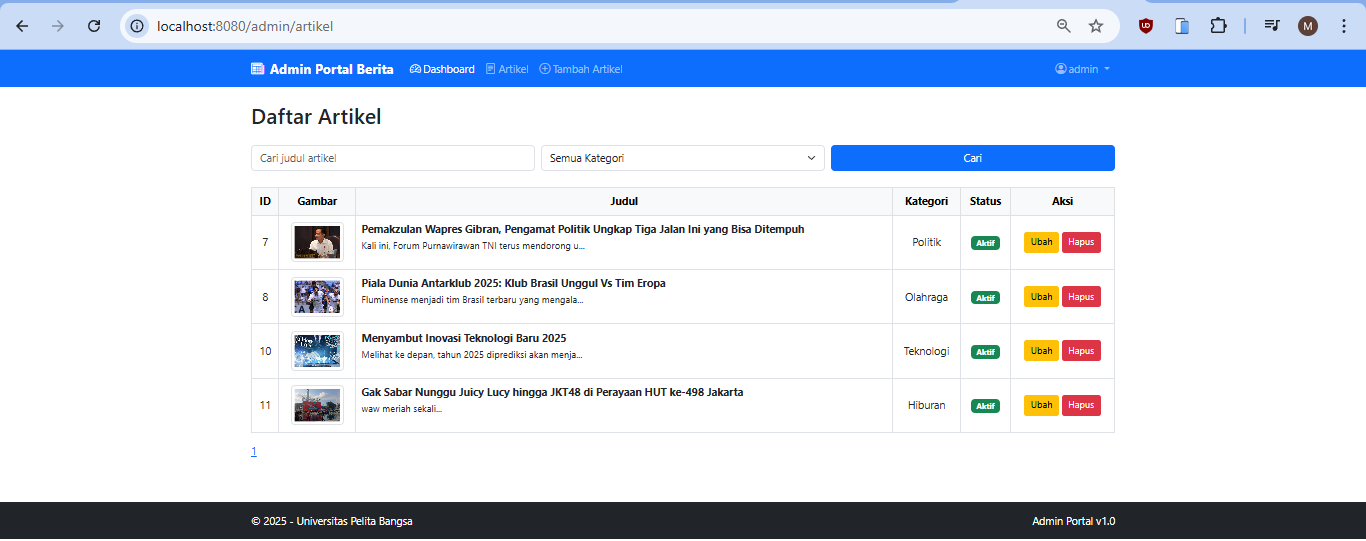 localhost:8080/admin/artikel
M
Admin Portal Berita Dashboard Artikel Tambah Artikel admin
Daftar Artikel
Cari judul artikel Semua Kategori Cari
ID Gambar Judul Kategori Status Aksi
7 Pemakzulan Wapres Gibran, Pengamat Politik Ungkap Tiga Jalan Ini yang Bisa Ditempuh Politik Aktif Ubah Hapus
Kali ini, Forum Purnawirawan TNI terus mendorong u...
8 Piala Dunia Antarklub 2025: Klub Brasil Unggul Vs Tim Eropa Olahraga Aktif Ubah Hapus
Fluminense menjadi tim Brasil terbaru yang mengala...
10 Menyambut Inovasi Teknologi Baru 2025 Teknologi Aktif Ubah Hapus
Melihat ke depan, tahun 2025 diprediksi akan menja...
11 Gak Sabar Nunggu Juicy Lucy hingga JKT48 di Perayaan HUT ke-498 Jakarta Hiburan Aktif Ubah Hapus
waw meriah sekali...
1
© 2025 - Universitas Pelita Bangsa Admin Portal v1.0